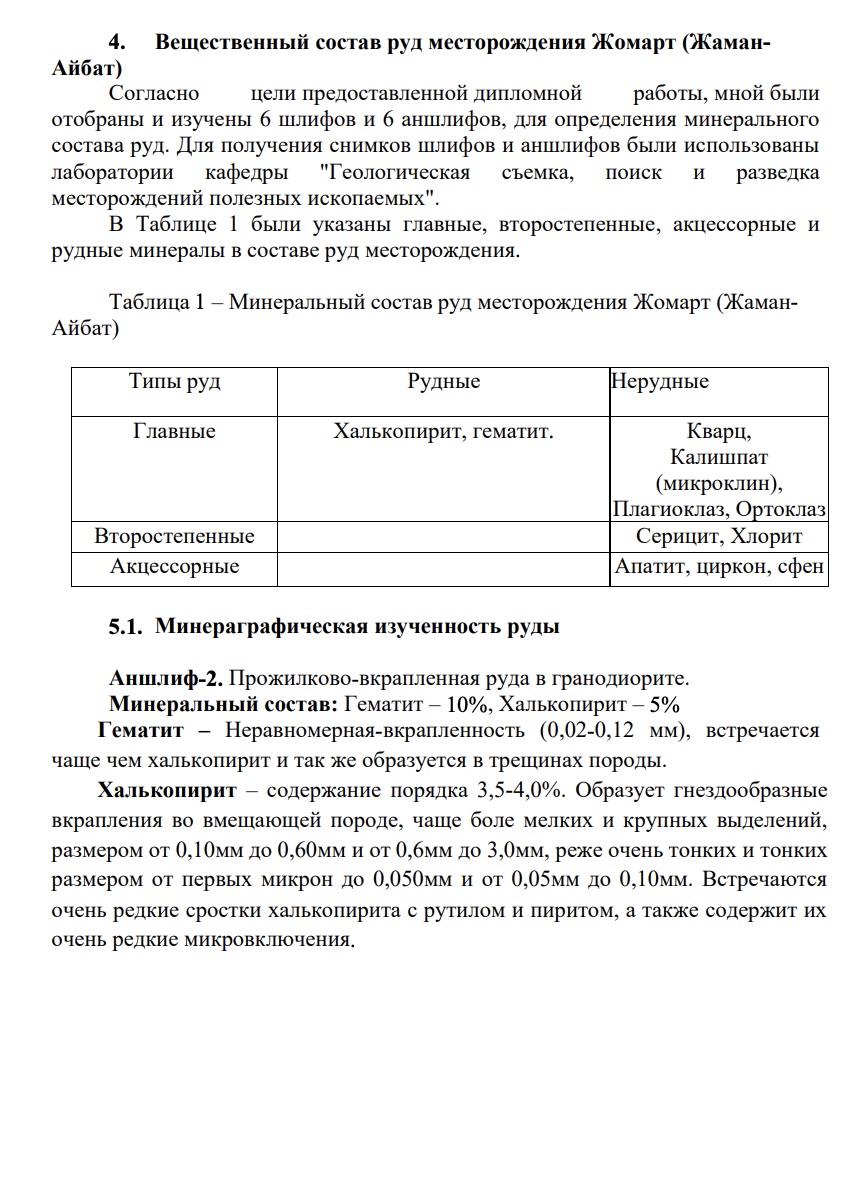 4. Вещественный состав руд месторождения Жомарт (Жаман-
Айбат)
Согласно цели предоставленной дипломной работы, мной были
отобраны и изучены 6 шлифов и 6 аншлифов, для определения минерального
состава руд. Для получения снимков шлифов и аншлифов были использованы
лаборатории кафедры "Геологическая съемка, поиск и разведка
месторождений полезных ископаемых".
В Таблице 1 были указаны главные, второстепенные, акцессорные и
рудные минералы в составе руд месторождения.
Таблица 1 – Минеральный состав руд месторождения Жомарт (Жаман-
Айбат)
Типы руд Рудные Нерудные
Главные Халькопирит, гематит. Кварц,
Калишпат
(микроклин),
Плагиоклаз, Ортоклаз
Второстепенные Серицит, Хлорит
Акцессорные Апатит, циркон, сфен
5.1. Минераграфическая изученность руды
Аншлиф-2. Прожилково-вкрапленная руда в гранодиорите.
Минеральный состав: Гематит – 10%, Халькопирит – 5%
Гематит – Неравномерная-вкрапленность (0,02-0,12 мм), встречается
чаще чем халькопирит и так же образуется в трещинах породы.
Халькопирит – содержание порядка 3,5-4,0%. Образует гнездообразные
вкрапления во вмещающей породе, чаще боле мелких и крупных выделений,
размером от 0,10мм до 0,60мм и от 0,6мм до 3,0мм, реже очень тонких и тонких
размером от первых микрон до 0,050мм и от 0,05мм до 0,10мм. Встречаются
очень редкие сростки халькопирита с рутилом и пиритом, а также содержит их
очень редкие микровключения.